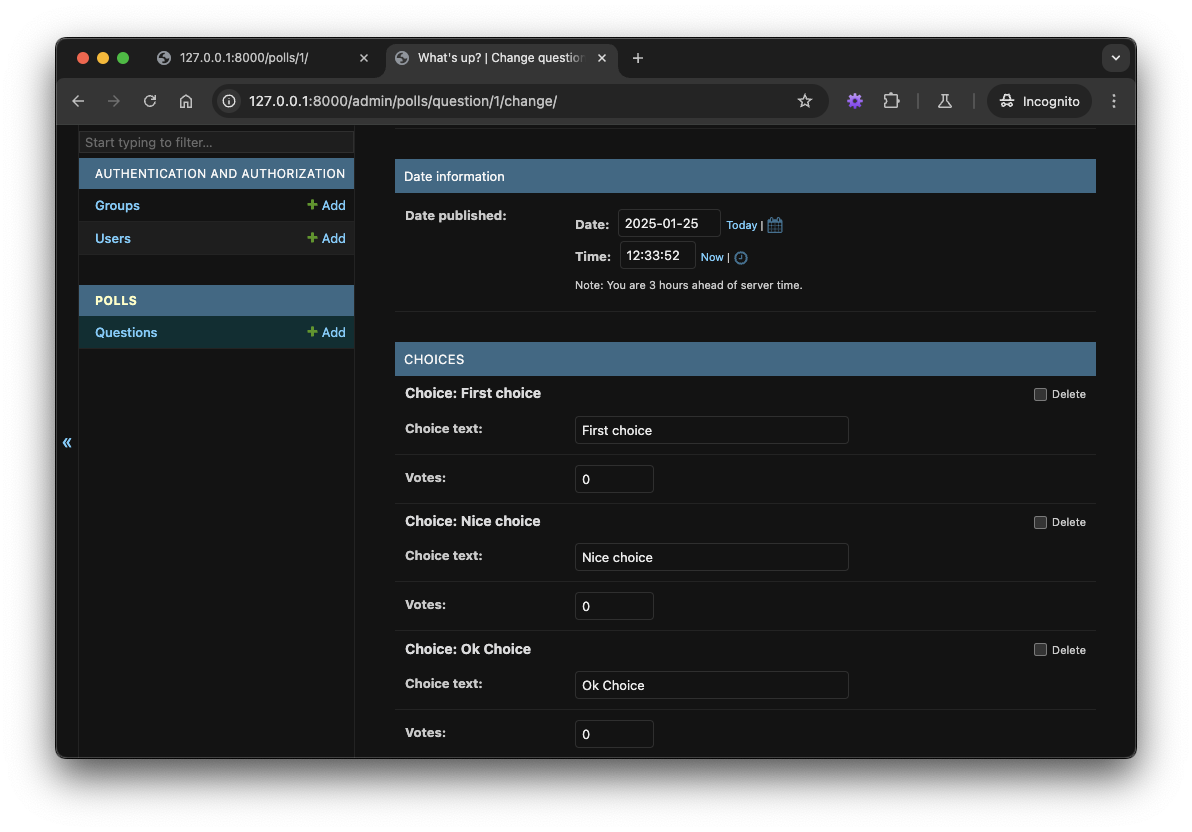 127.0.0.1:8000/polls/1/
What's up? | Change question
127.0.0.1:8000/admin/polls/question/1/change/
Incognito
Start typing to filter...
AUTHENTICATION AND AUTHORIZATION
Groups + Add
Users + Add
POLLS
Questions + Add
«
Date information
Date published:
Date: 2025-01-25 Today |
Time: 12:33:52 Now |
Note: You are 3 hours ahead of server time.
CHOICES
Choice: First choice Delete
Choice text: First choice
Votes: 0
Choice: Nice choice Delete
Choice text: Nice choice
Votes: 0
Choice: Ok Choice Delete
Choice text: Ok Choice
Votes: 0